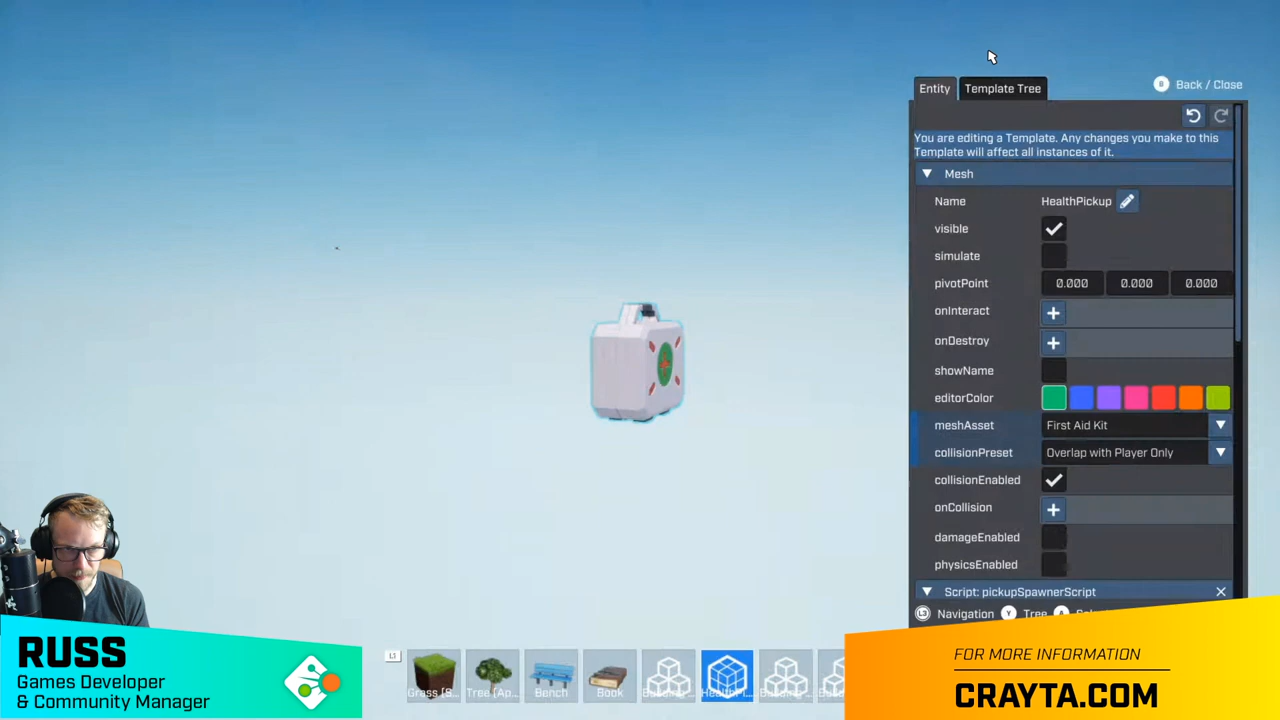 Entity
Template Tree
B Back / Close
You are editing a Template. Any changes you make to this
Template will affect all instances of it.
Mesh
Name HealthPickup
visible
simulate
pivotPoint 0.000 0.000 0.000
onInteract +
onDestroy +
showName
editorColor
meshAsset First Aid Kit
collisionPreset Overlap with Player Only
collisionEnabled
onCollision +
damageEnabled
physicsEnabled
Script: pickupSpawnerScript
Navigation Y Tree A
RUSS
Games Developer
& Community Manager
Grass (S...
Tree (Ap...
Bench
Book
HealthPi...
FOR MORE INFORMATION
CRAYTA.COM